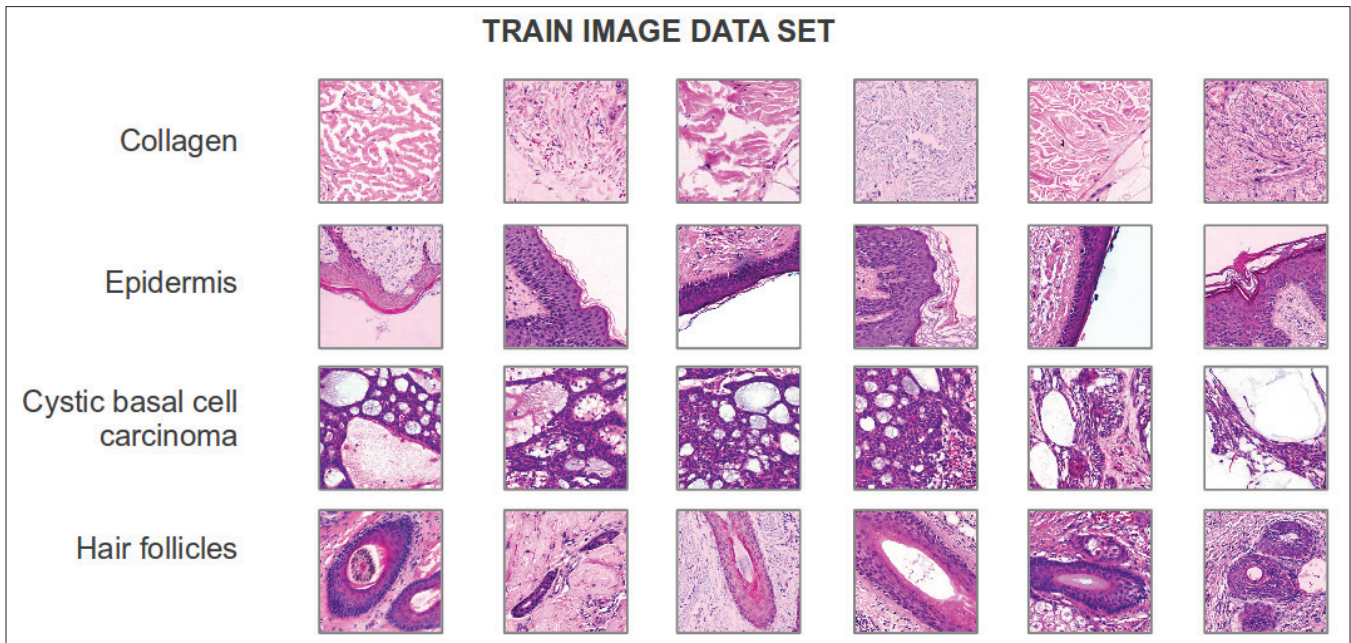 TRAIN IMAGE DATA SET
Collagen
Epidermis
Cystic basal cell
carcinoma
Hair follicles